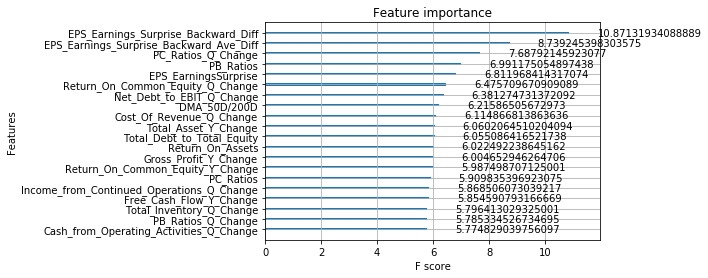 Feature importance
EPS_Earnings_Surprise_Backward_Diff 10.87131934088889
EPS_Earnings_Surprise_Backward_Ave_Diff 8.739245398303575
PC_Ratios_Q_Change 7.68792145923077
PB_Ratios 6.991175054897438
EPS_EarningsSurprise 6.811968414317074
Return_On_Common_Equity_Q_Change 6.475709670909089
Net_Debt_to_EBIT_Q_Change 6.381274731372092
DMA_50D/200D 6.21586505672973
Cost_Of_Revenue_Q_Change 6.114866813863636
Total_Asset_Y_Change 6.0602064510204094
Total_Debt_to_Total_Equity 6.055086416521738
Return_On_Assets 6.022492238645162
Gross_Profit_Y_Change 6.004652946264706
Return_On_Common_Equity_Y_Change 5.987498707125001
PC_Ratios 5.909835396923075
Income_from_Continued_Operations_Q_Change 5.868506073039217
Free_Cash_Flow_Y_Change 5.854590793166669
Total_Inventory_Q_Change 5.796413029325001
PB_Ratios_Q_Change 5.785334526734695
Cash_from_Operating_Activities_Q_Change 5.774829039756097
Features
0 2 4 6 8 10
F score